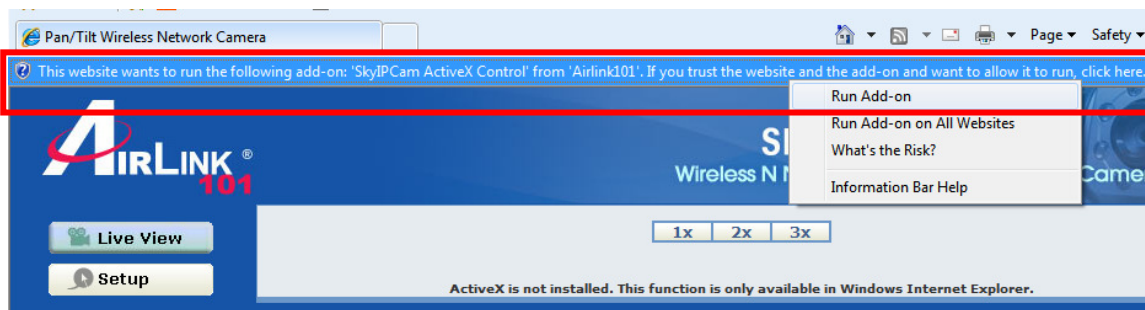 Pan/Tilt Wireless Network Camera
Page
Safety
This website wants to run the following add-on: 'SkyIPCam ActiveX Control' from 'Airlink101'. If you trust the website and the add-on and want to allow it to run, click here.
Run Add-on
Run Add-on on All Websites
What's the Risk?
Information Bar Help
AIRLINK ®
101
Wireless N
1x 2x 3x
Live View
Setup
ActiveX is not installed. This function is only available in Windows Internet Explorer.